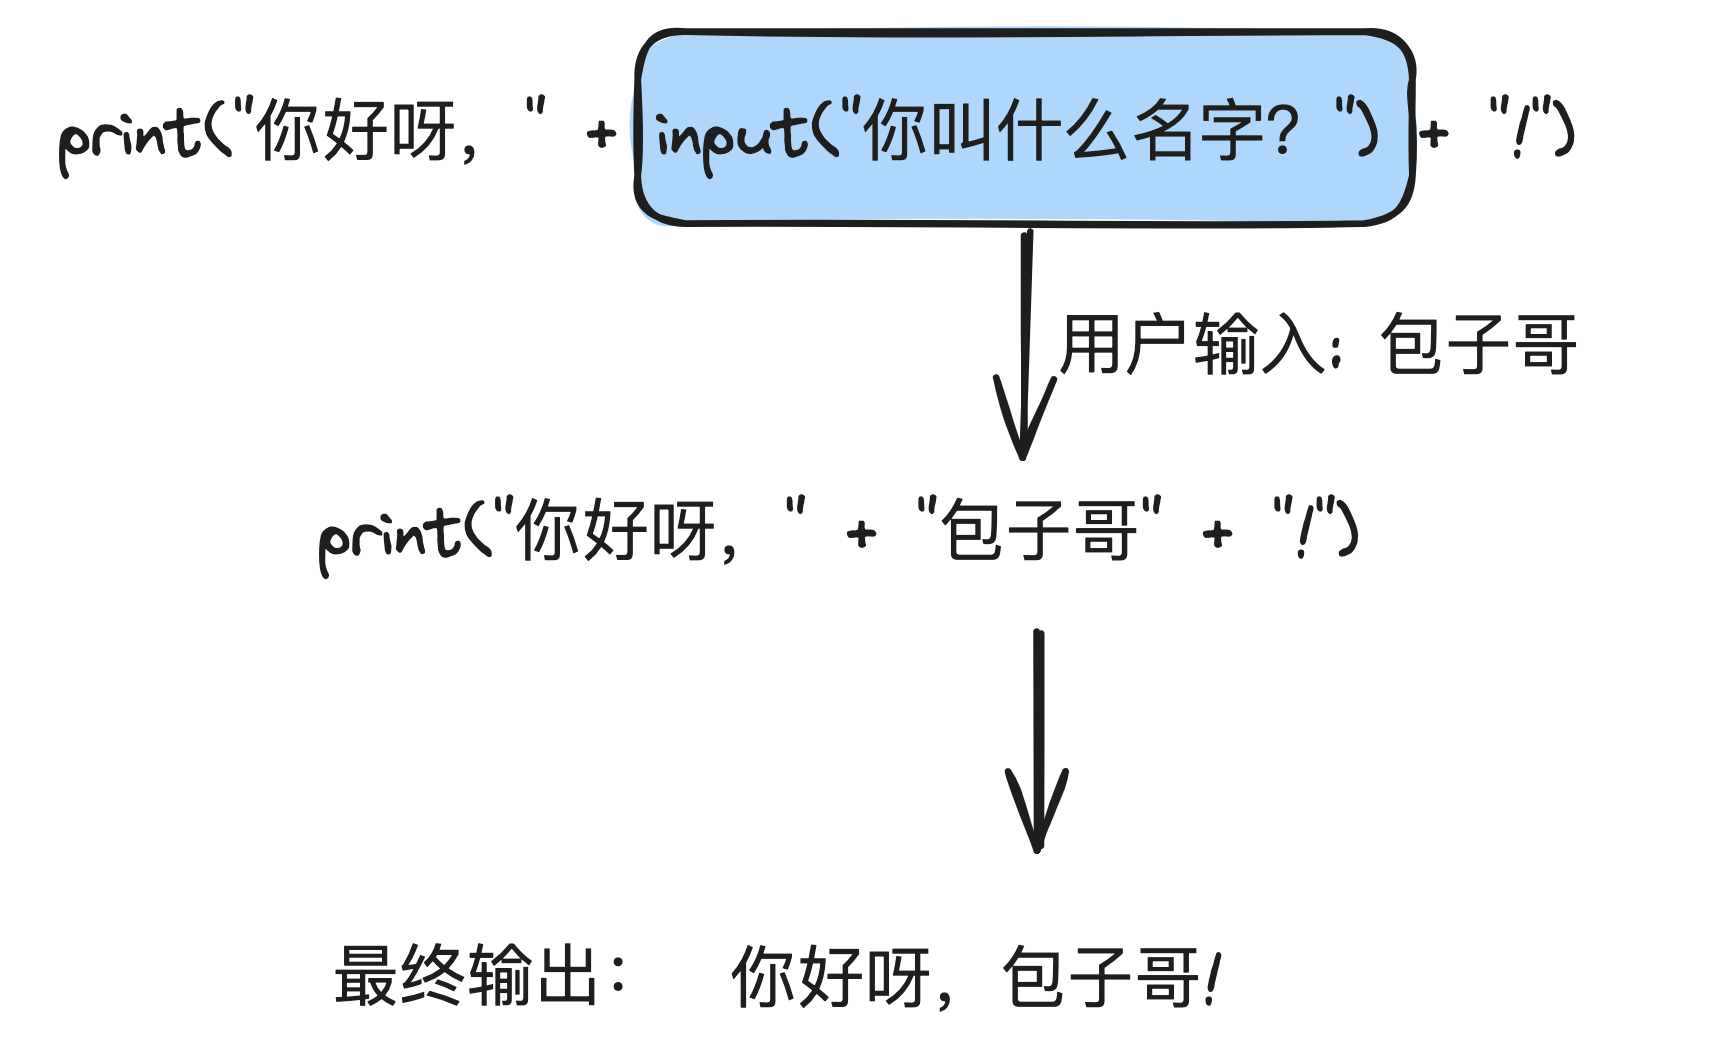 print("你好呀，" + input("你叫什么名字？") + "!")
用户输入：包子哥
print("你好呀，" + "包子哥" + "!")
最终输出： 你好呀，包子哥!